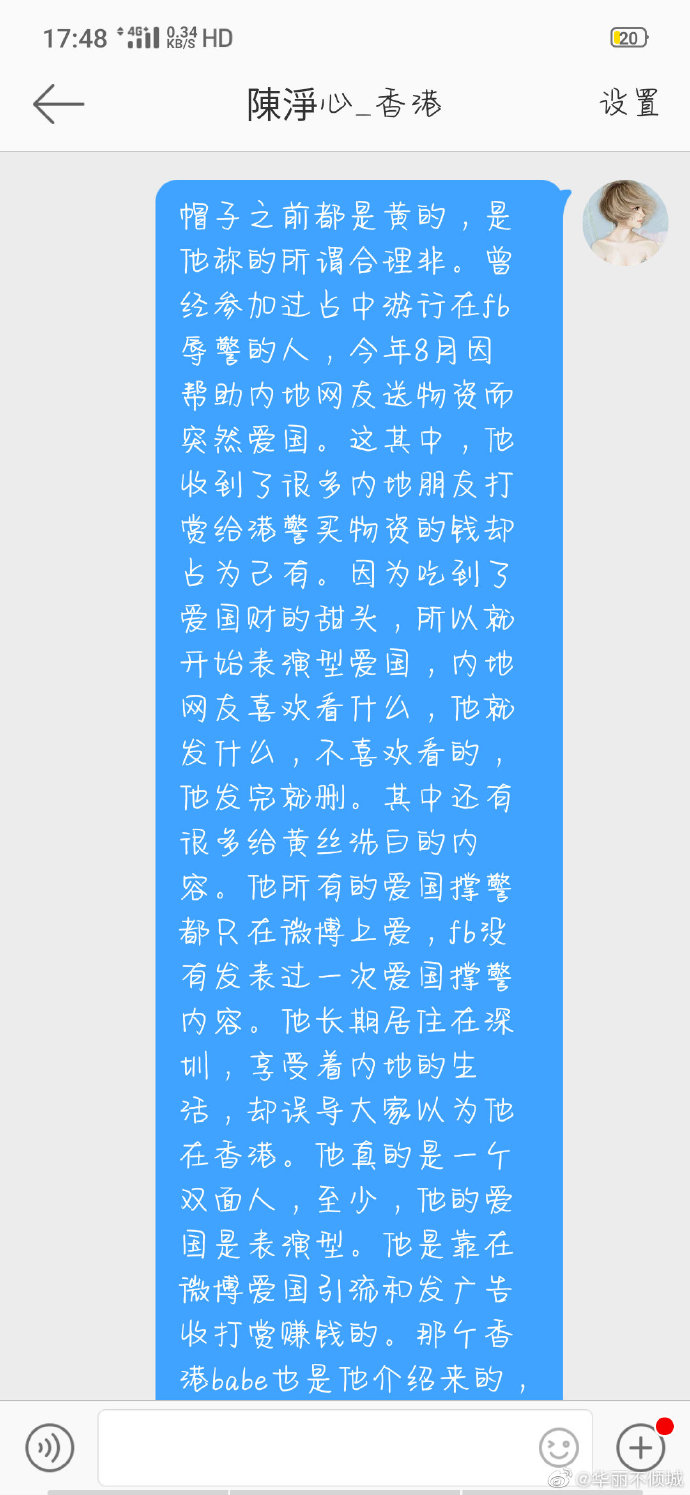 17:48 4G+ 0.34 KB/S HD 20
陳淨心_香港 设置
帽子之前都是黄的，是
他称的所谓合理非。曾
经参加过占中游行在fb
辱警的人，今年8月因
帮助内地网友送物资而
突然爱国。这其中，他
收到了很多内地朋友打
赏给港警买物资的钱却
占为己有。因为吃到了
爱国财的甜头，所以就
开始表演型爱国，内地
网友喜欢看什么，他就
发什么，不喜欢看的，
他发完就删。其中还有
很多给黄丝洗白的内
容。他所有的爱国撑警
都只在微博上爱，fb没
有发表过一次爱国撑警
内容。他长期居住在深
圳，享受着内地的生
活，却误导大家以为他
在香港。他真的是一个
双面人，至少，他的爱
国是表演型。他是靠在
微博爱国引流和发广告
收打赏赚钱的。那个香
港babe也是他介绍来的，
@华丽不倾城